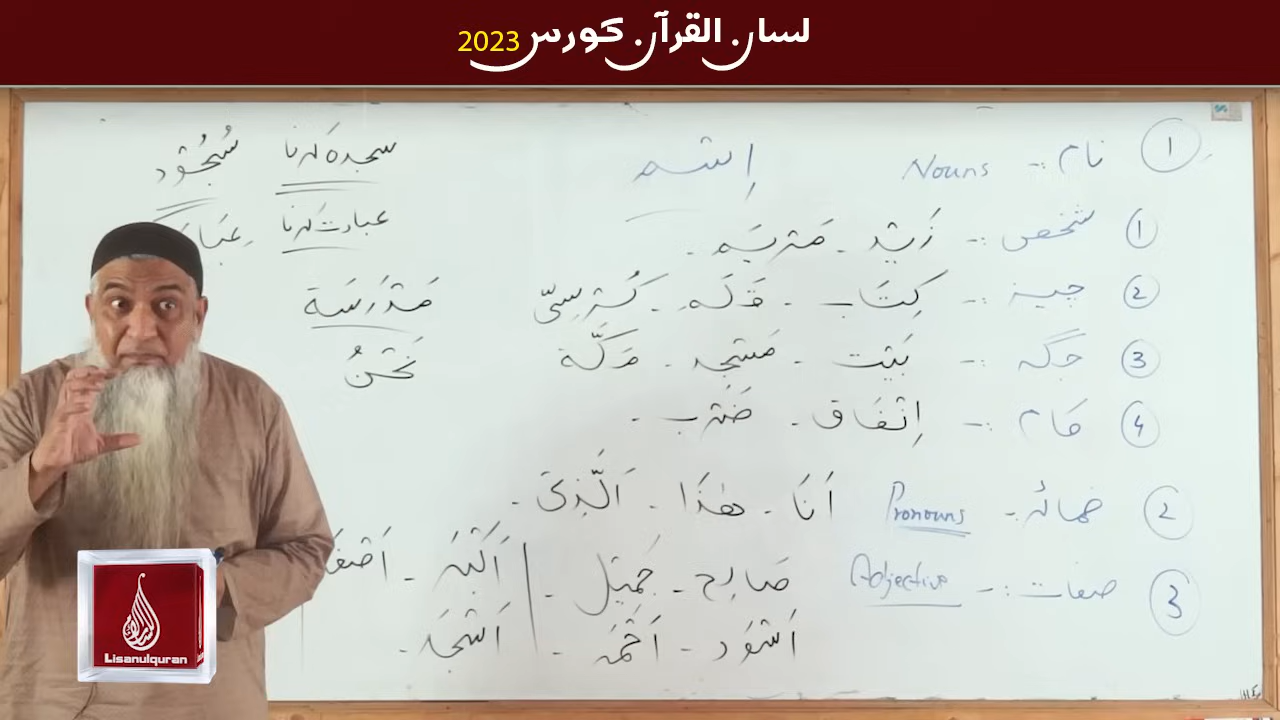 لسان القرآن کورس 2023
① نام :- Nouns اِسْم
① شخص :- زَیْد - مَرْیَم - سجدہ کرنا سُجُوْد
② چیز :- کِتَاب - قَلَم - کُرْسِیّ عبادت کرنا
③ جگہ :- بَیْت - مَسْجِد - مَکَّۃ مَدْرَسَۃ
④ کام :- اِنْفَاق - ضَرْب - نَحْنُ
② ضمائر :- Pronouns اَنَا - ھٰذَا - اَلَّذِیْ -
③ صفات :- Adjective صَالِح - جَمِیْل - اَکْبَر -
اَسْوَد - اَحْمَر - اَشْجَع -
Lisanulquran